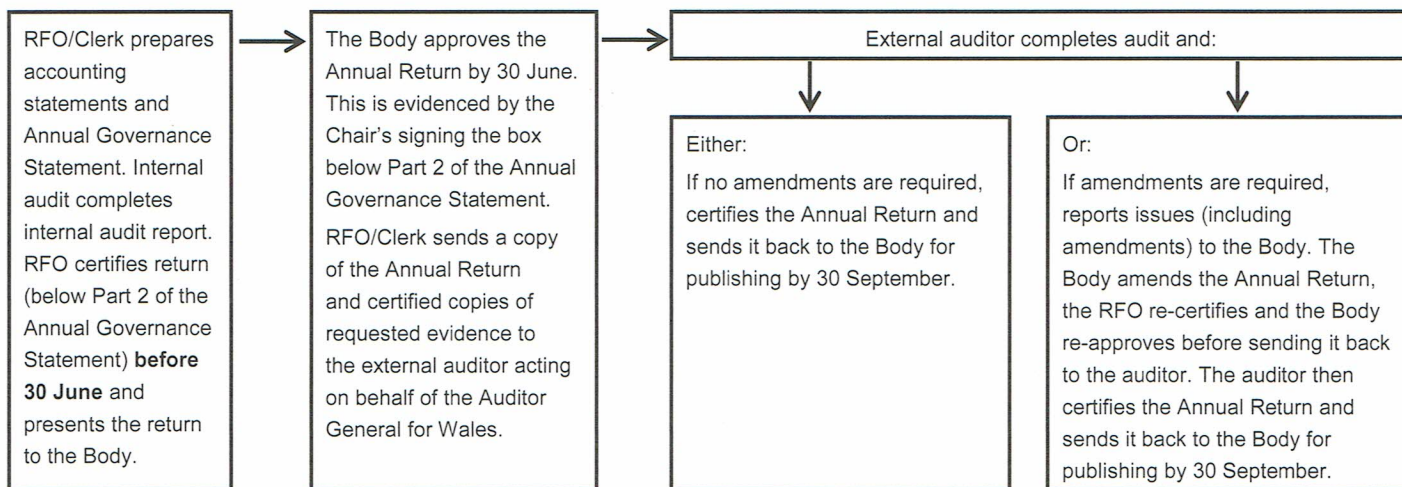 RFO/Clerk prepares
accounting
statements and
Annual Governance
Statement. Internal
audit completes
internal audit report.
RFO certifies return
(below Part 2 of the
Annual Governance
Statement) before
30 June and
presents the return
to the Body.
The Body approves the
Annual Return by 30 June.
This is evidenced by the
Chair’s signing the box
below Part 2 of the Annual
Governance Statement.
RFO/Clerk sends a copy
of the Annual Return
and certified copies of
requested evidence to
the external auditor acting
on behalf of the Auditor
General for Wales.
External auditor completes audit and:
Either:
If no amendments are required,
certifies the Annual Return and
sends it back to the Body for
publishing by 30 September.
Or:
If amendments are required,
reports issues (including
amendments) to the Body. The
Body amends the Annual Return,
the RFO re-certifies and the Body
re-approves before sending it back
to the auditor. The auditor then
certifies the Annual Return and
sends it back to the Body for
publishing by 30 September.